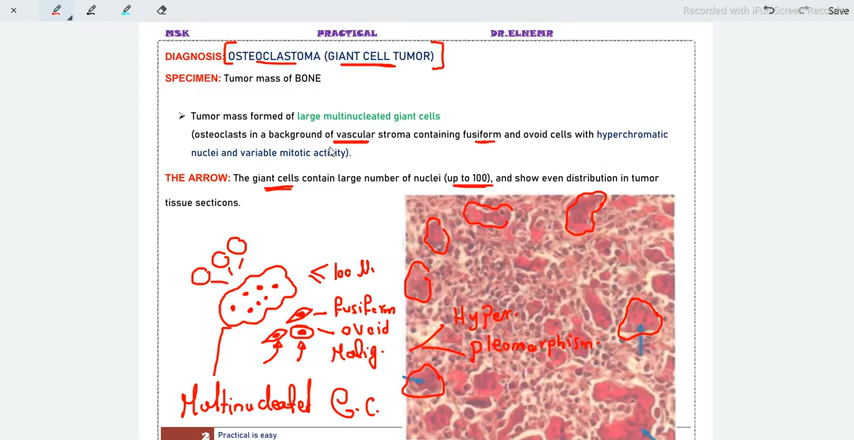 Recorded with iFun Screen Recorder
Save
MSK PRACTICAL DR.ELNEMR
DIAGNOSIS: OSTEOCLASTOMA (GIANT CELL TUMOR)
SPECIMEN: Tumor mass of BONE
➤ Tumor mass formed of large multinucleated giant cells
(osteoclasts in a background of vascular stroma containing fusiform and ovoid cells with hyperchromatic
nuclei and variable mitotic activity).
THE ARROW: The giant cells contain large number of nuclei (up to 100), and show even distribution in tumor
tissue secticons.
≤ 100 N.
fusiform
ovoid
Malig.
Hyper.
pleomorphism.
Multinucleated G.C.
2 Practical is easy